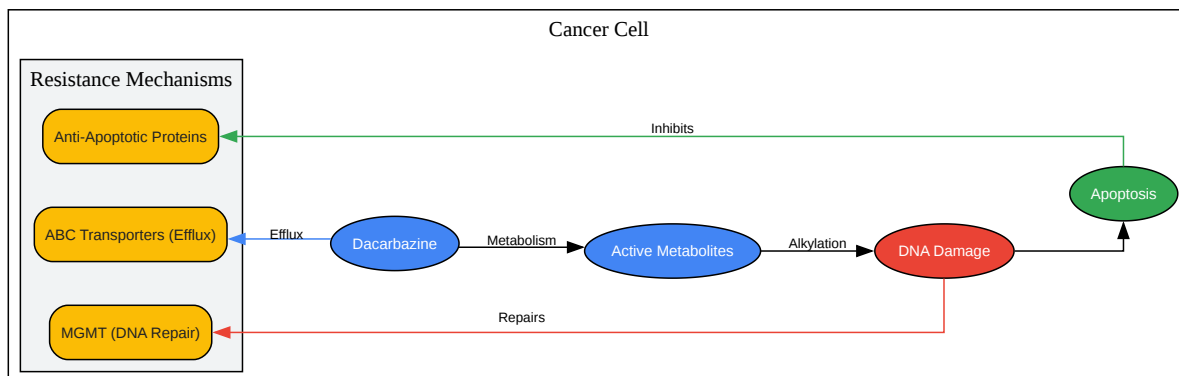 Cancer Cell
Resistance Mechanisms
Anti-Apoptotic Proteins
Inhibits
Apoptosis
ABC Transporters (Efflux)
Efflux
Dacarbazine
Metabolism
Active Metabolites
Alkylation
DNA Damage
MGMT (DNA Repair)
Repairs